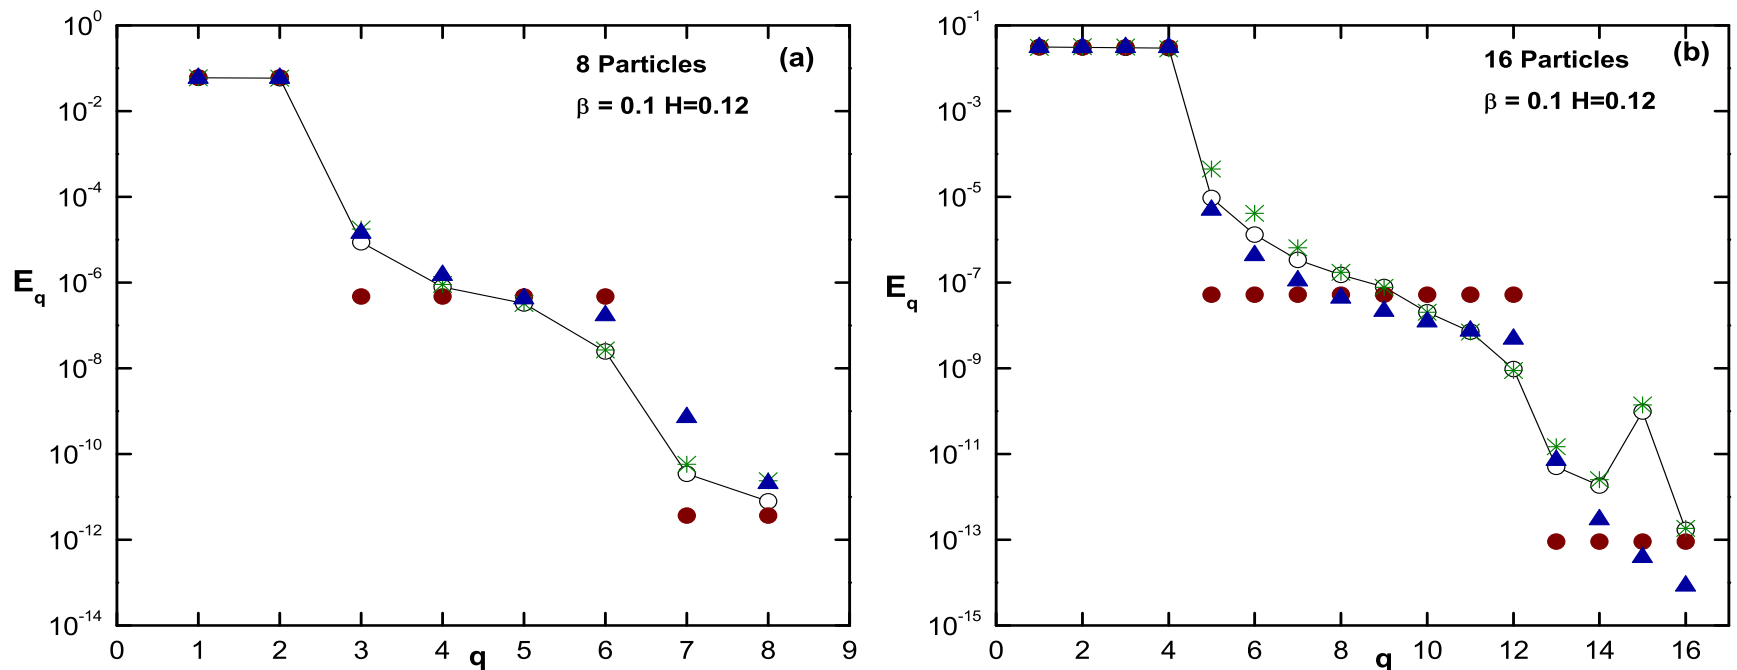 (a)
8 Particles
β = 0.1 H=0.12
10^0
10^-2
10^-4
10^-6
10^-8
10^-10
10^-12
10^-14
E_q
0 1 2 3 4 5 6 7 8 9
q
(b)
16 Particles
β = 0.1 H=0.12
10^-1
10^-3
10^-5
10^-7
10^-9
10^-11
10^-13
10^-15
E_q
0 2 4 6 8 10 12 14 16
q